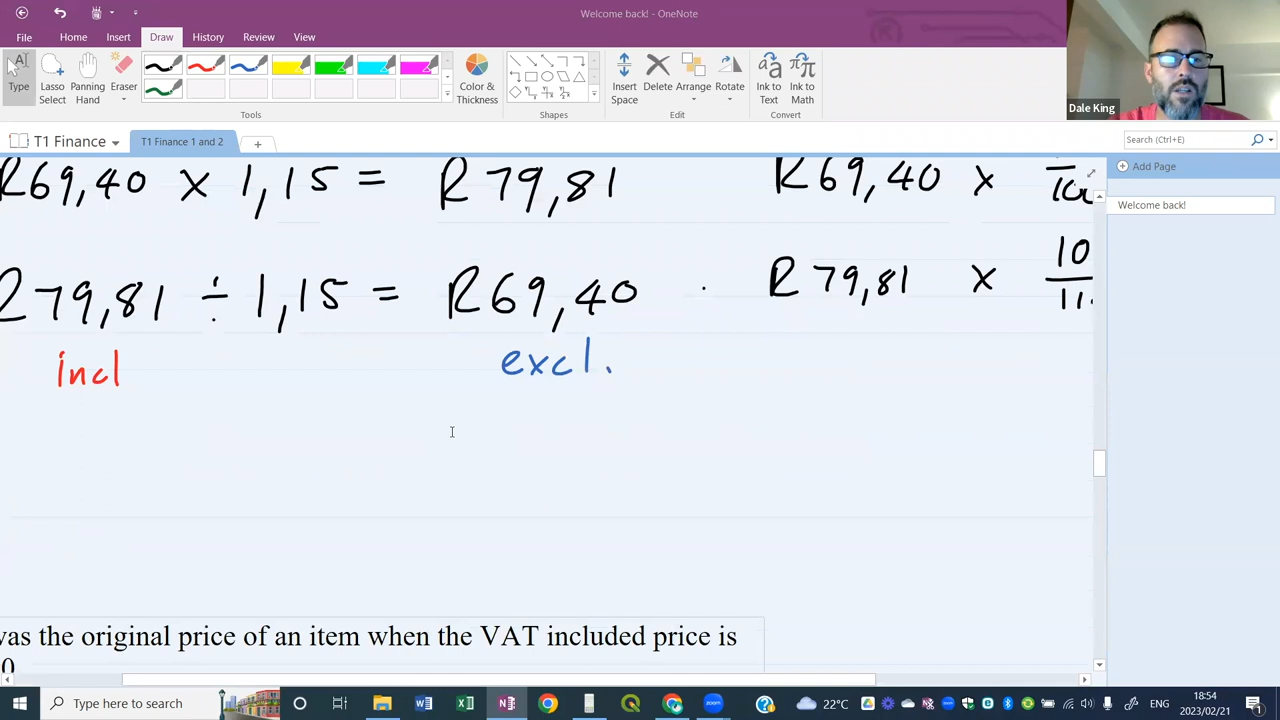 Welcome back! - OneNote
File Home Insert Draw History Review View
Type
Lasso Select
Panning Hand
Eraser
Color & Thickness
Insert Space
Delete
Arrange
Rotate
Ink to Text
Ink to Math
Tools
Shapes
Edit
Convert
Dale King
T1 Finance
T1 Finance 1 and 2
Search (Ctrl+E)
Add Page
Welcome back!
R69,40 x 1,15 = R79,81 R69,40 x
R79,81 ÷ 1,15 = R69,40 . R79,81 x
incl excl.
was the original price of an item when the VAT included price is
Type here to search
22°C
ENG
18:54
2023/02/21